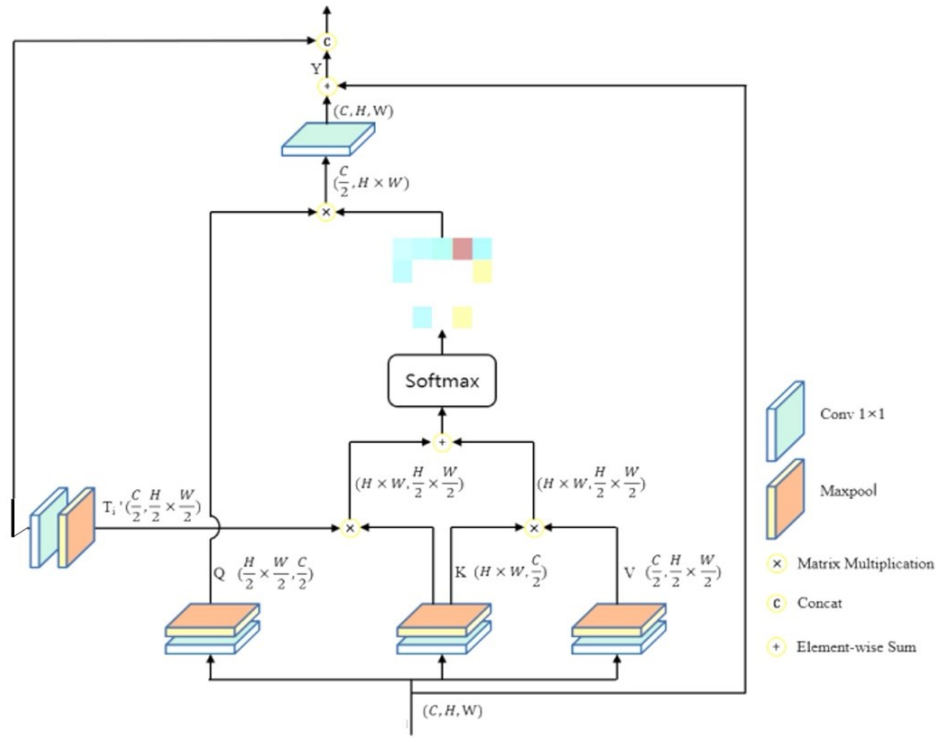 C
Y
+
(C,H,W)
(C/2,H×W)
×
Softmax
+
(H×W,H/2×W/2)
(H×W,H/2×W/2)
Tᵢ'(C/2,H/2×W/2)
×
×
Q (H/2×W/2,C/2)
K (H×W,C/2)
V (C/2,H/2×W/2)
(C,H,W)
Conv 1×1
Maxpool
× Matrix Multiplication
C Concat
+ Element-wise Sum